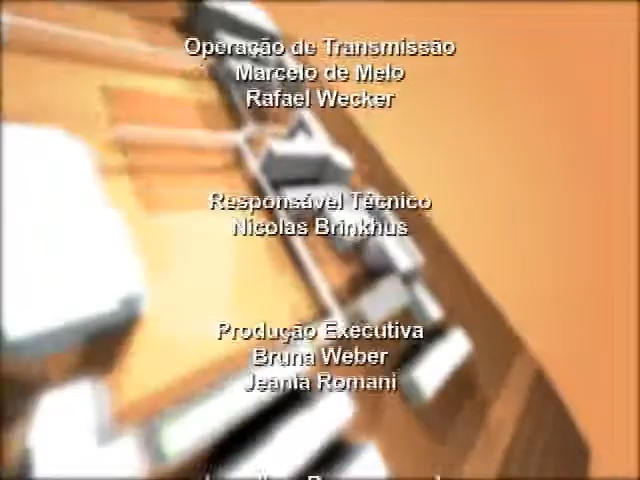 Operação de Transmissão
Marcelo de Melo
Rafael Wecker
Responsável Técnico
Nicolas Brinkhus
Produção Executiva
Bruna Weber
Jeania Romani